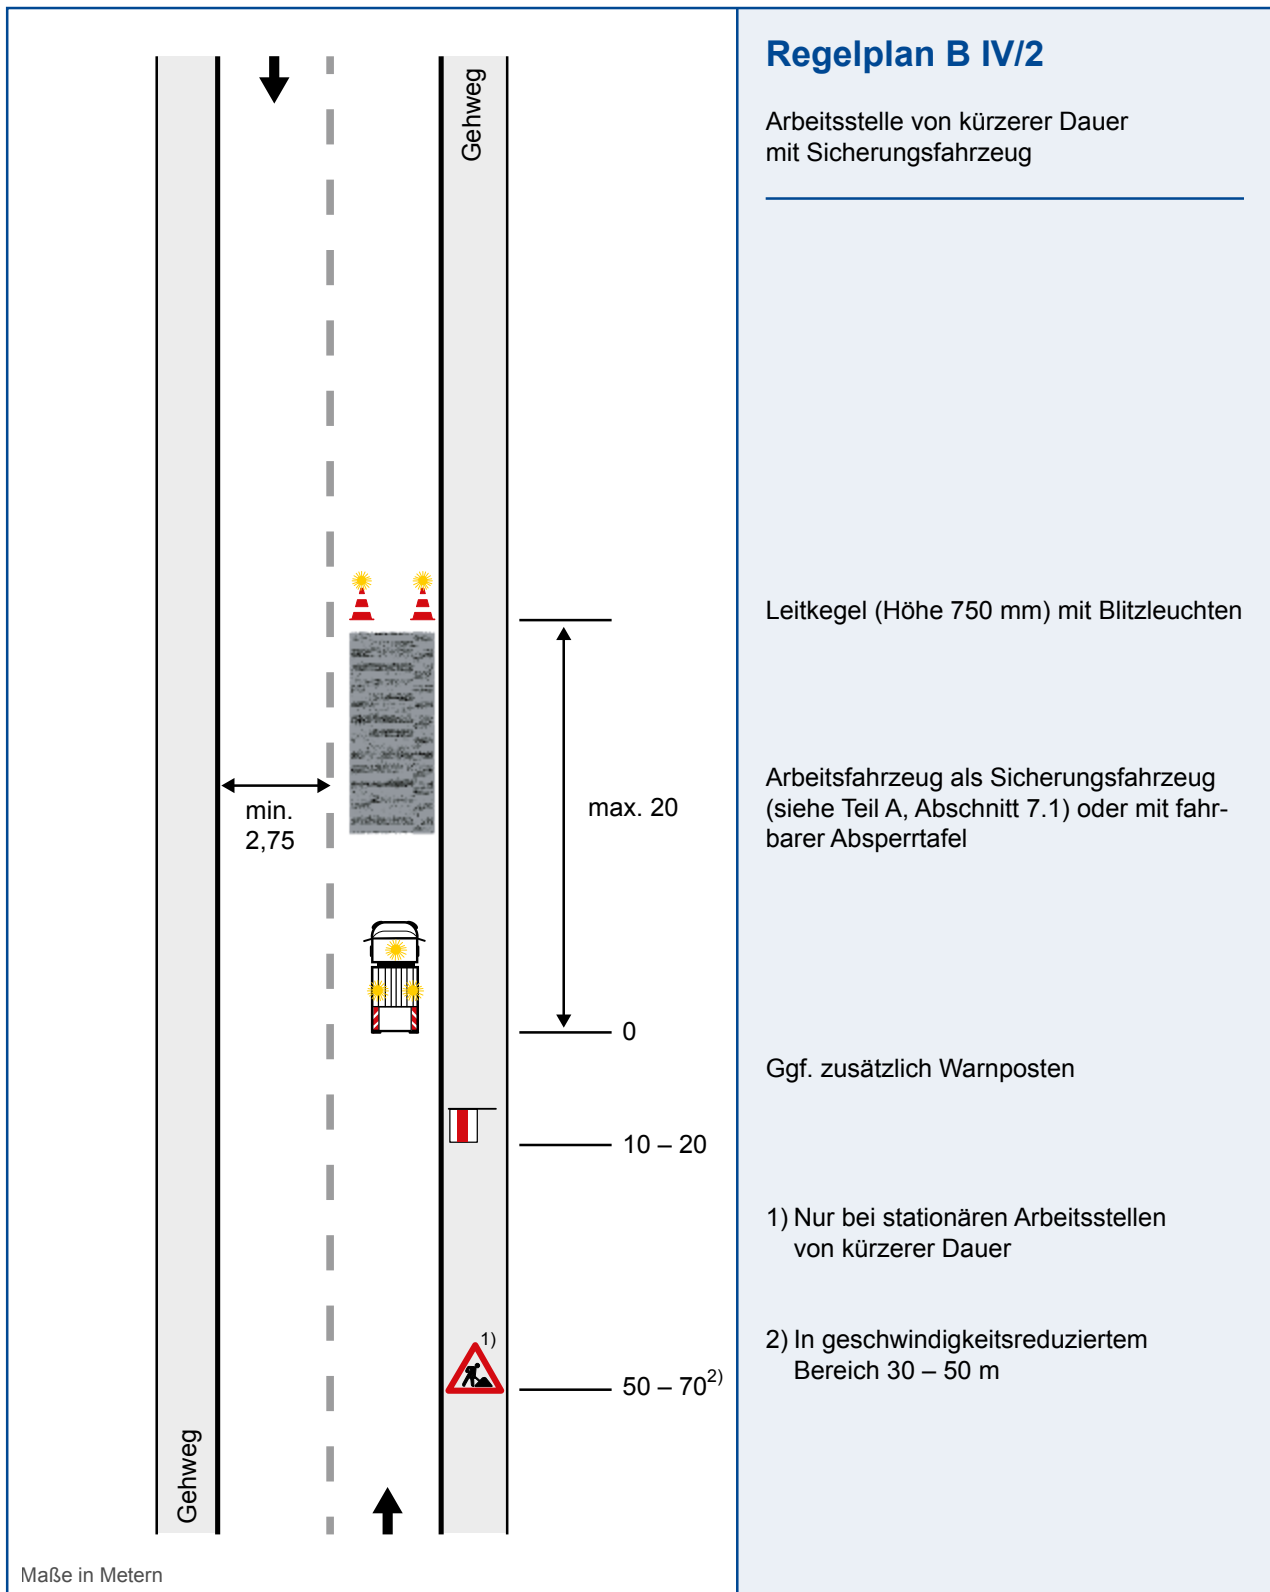 Regelplan B IV/2
Arbeitsstelle von kürzerer Dauer
mit Sicherungsfahrzeug
Gehweg
Leitkegel (Höhe 750 mm) mit Blitzleuchten
Arbeitsfahrzeug als Sicherungsfahrzeug
(siehe Teil A, Abschnitt 7.1) oder mit fahr-
barer Absperrtafel
min.
2,75
max. 20
0
Ggf. zusätzlich Warnposten
10 – 20
1) Nur bei stationären Arbeitsstellen
von kürzerer Dauer
1)
50 – 70²⁾
2) In geschwindigkeitsreduziertem
Bereich 30 – 50 m
Gehweg
Maße in Metern